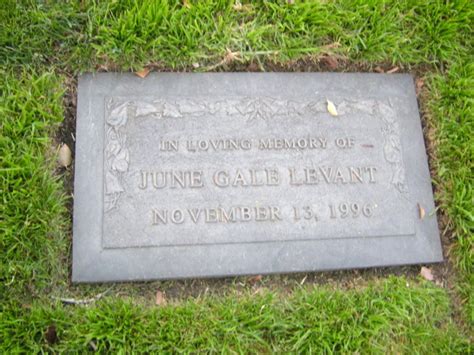 IN LOVING MEMORY OF
JUNE GALE LEVANT
NOVEMBER 13, 1996